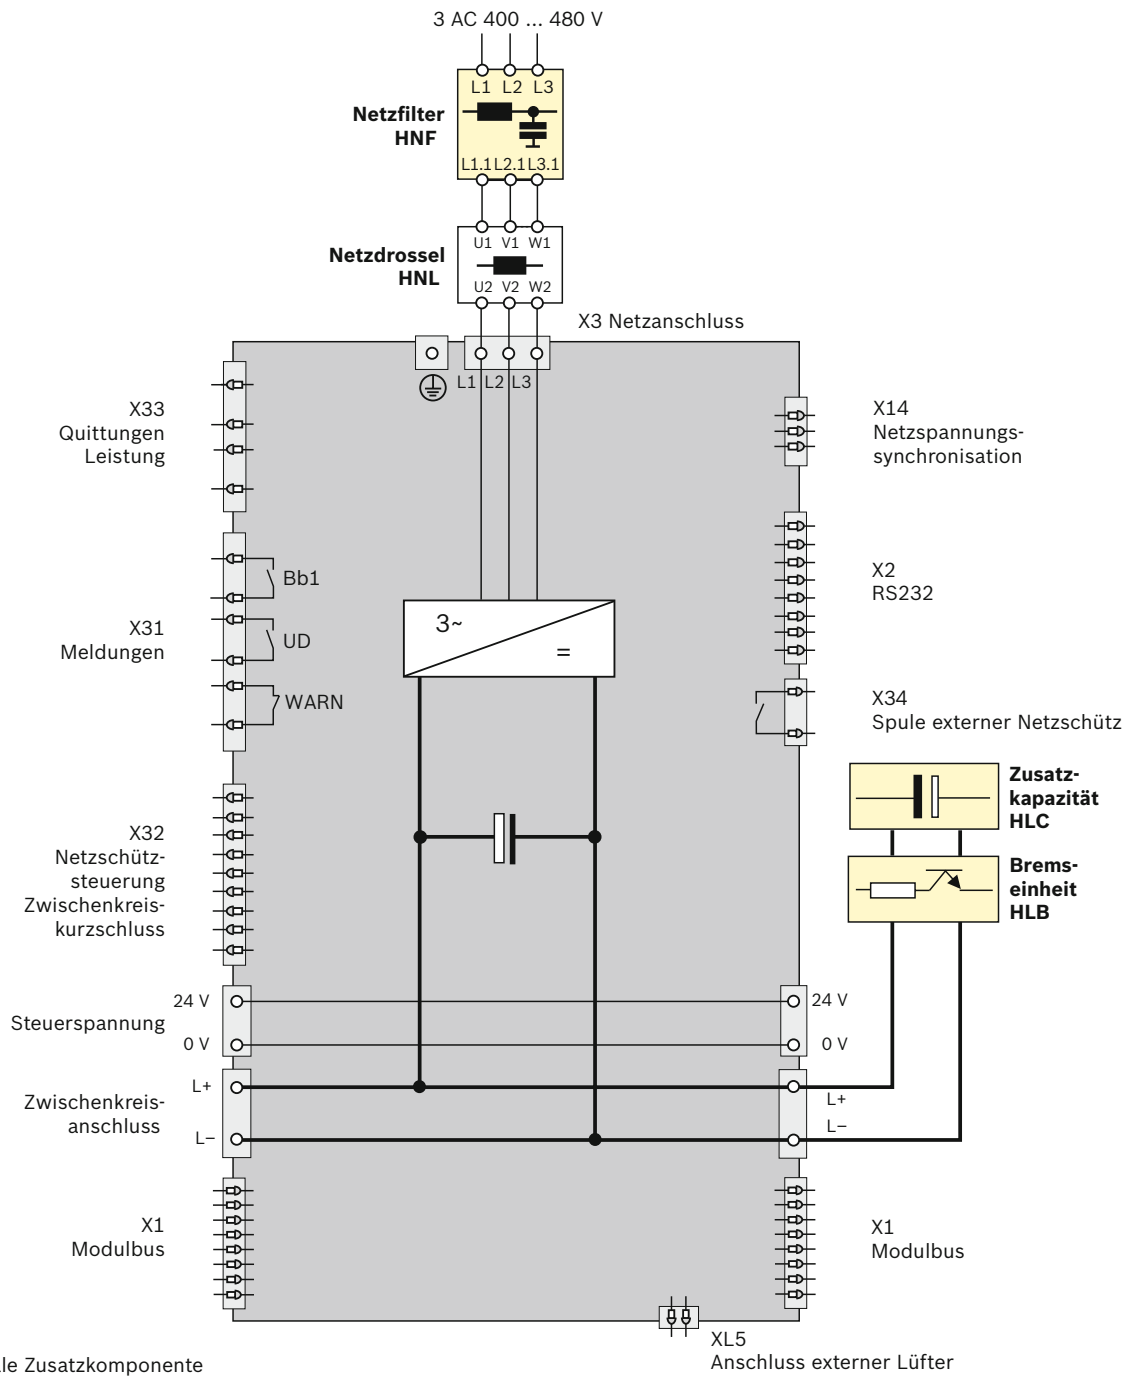 3 AC 400 ... 480 V
L1 L2 L3
Netzfilter
HNF
L1.1 L2.1 L3.1
U1 V1 W1
Netzdrossel
HNL
U2 V2 W2
X3 Netzanschluss
L1 L2 L3
X33
Quittungen
Leistung
X14
Netzspannungs-
synchronisation
Bb1
X31
Meldungen
UD
WARN
X2
RS232
3~
=
X34
Spule externer Netzschütz
Zusatz-
kapazität
HLC
Brems-
einheit
HLB
X32
Netzschütz-
steuerung
Zwischenkreis-
kurzschluss
24 V
Steuerspannung
0 V
24 V
0 V
L+
Zwischenkreis-
anschluss
L–
L+
L–
X1
Modulbus
X1
Modulbus
XL5
Anschluss externer Lüfter
Zusatzkomponente